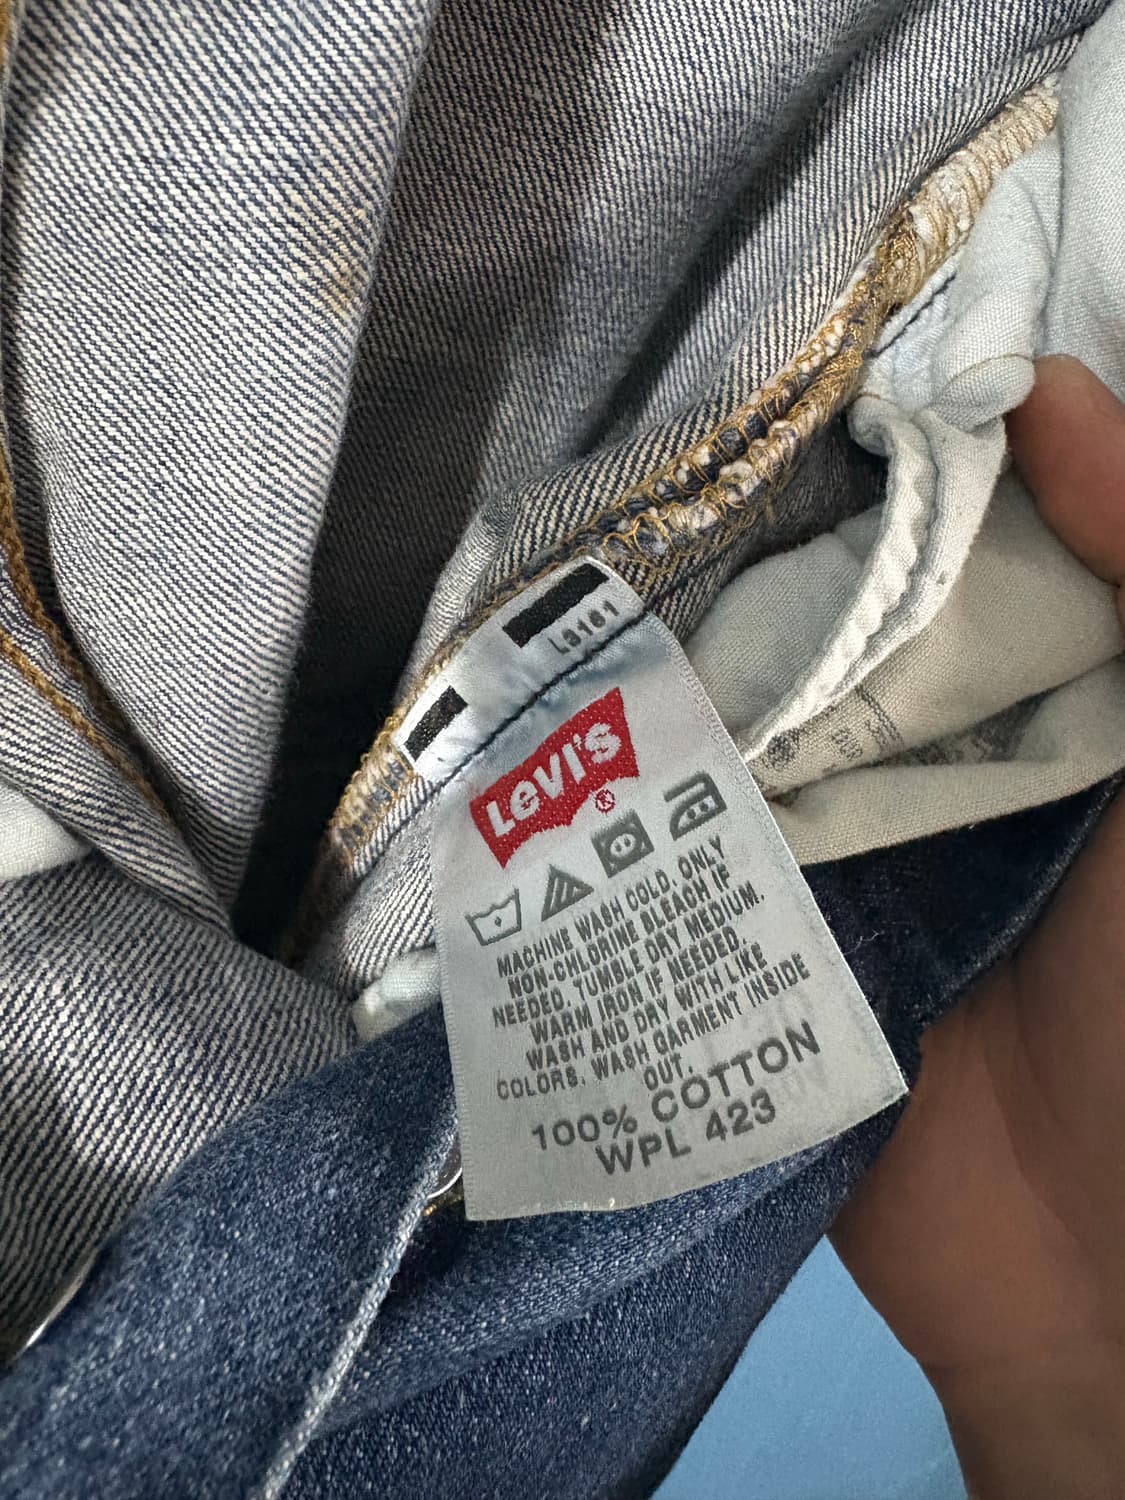 L3161
Levi's
®
MACHINE WASH COLD. ONLY
NON-CHLORINE BLEACH IF
NEEDED. TUMBLE DRY MEDIUM.
WARM IRON IF NEEDED.
WASH AND DRY WITH LIKE
COLORS. WASH GARMENT INSIDE
OUT.
100% COTTON
WPL 423